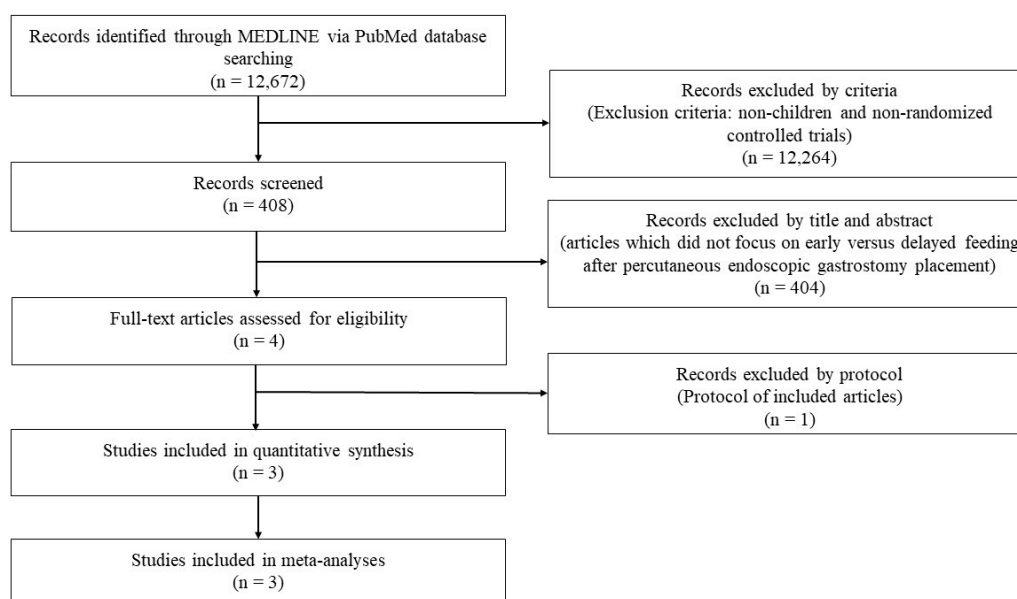 Records identified through MEDLINE via PubMed database
searching
(n = 12,672)
Records excluded by criteria
(Exclusion criteria: non-children and non-randomized
controlled trials)
(n = 12,264)
Records screened
(n = 408)
Records excluded by title and abstract
(articles which did not focus on early versus delayed feeding
after percutaneous endoscopic gastrostomy placement)
(n = 404)
Full-text articles assessed for eligibility
(n = 4)
Records excluded by protocol
(Protocol of included articles)
(n = 1)
Studies included in quantitative synthesis
(n = 3)
Studies included in meta-analyses
(n = 3)